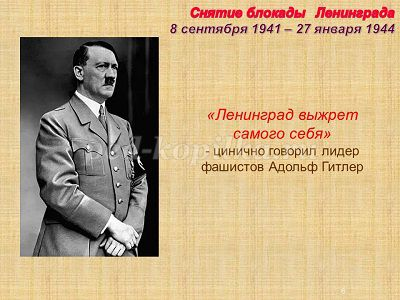 Снятие блокады Ленинграда
8 сентября 1941 – 27 января 1944
«Ленинград выжрет
самого себя»
- цинично говорил лидер
фашистов Адольф Гитлер